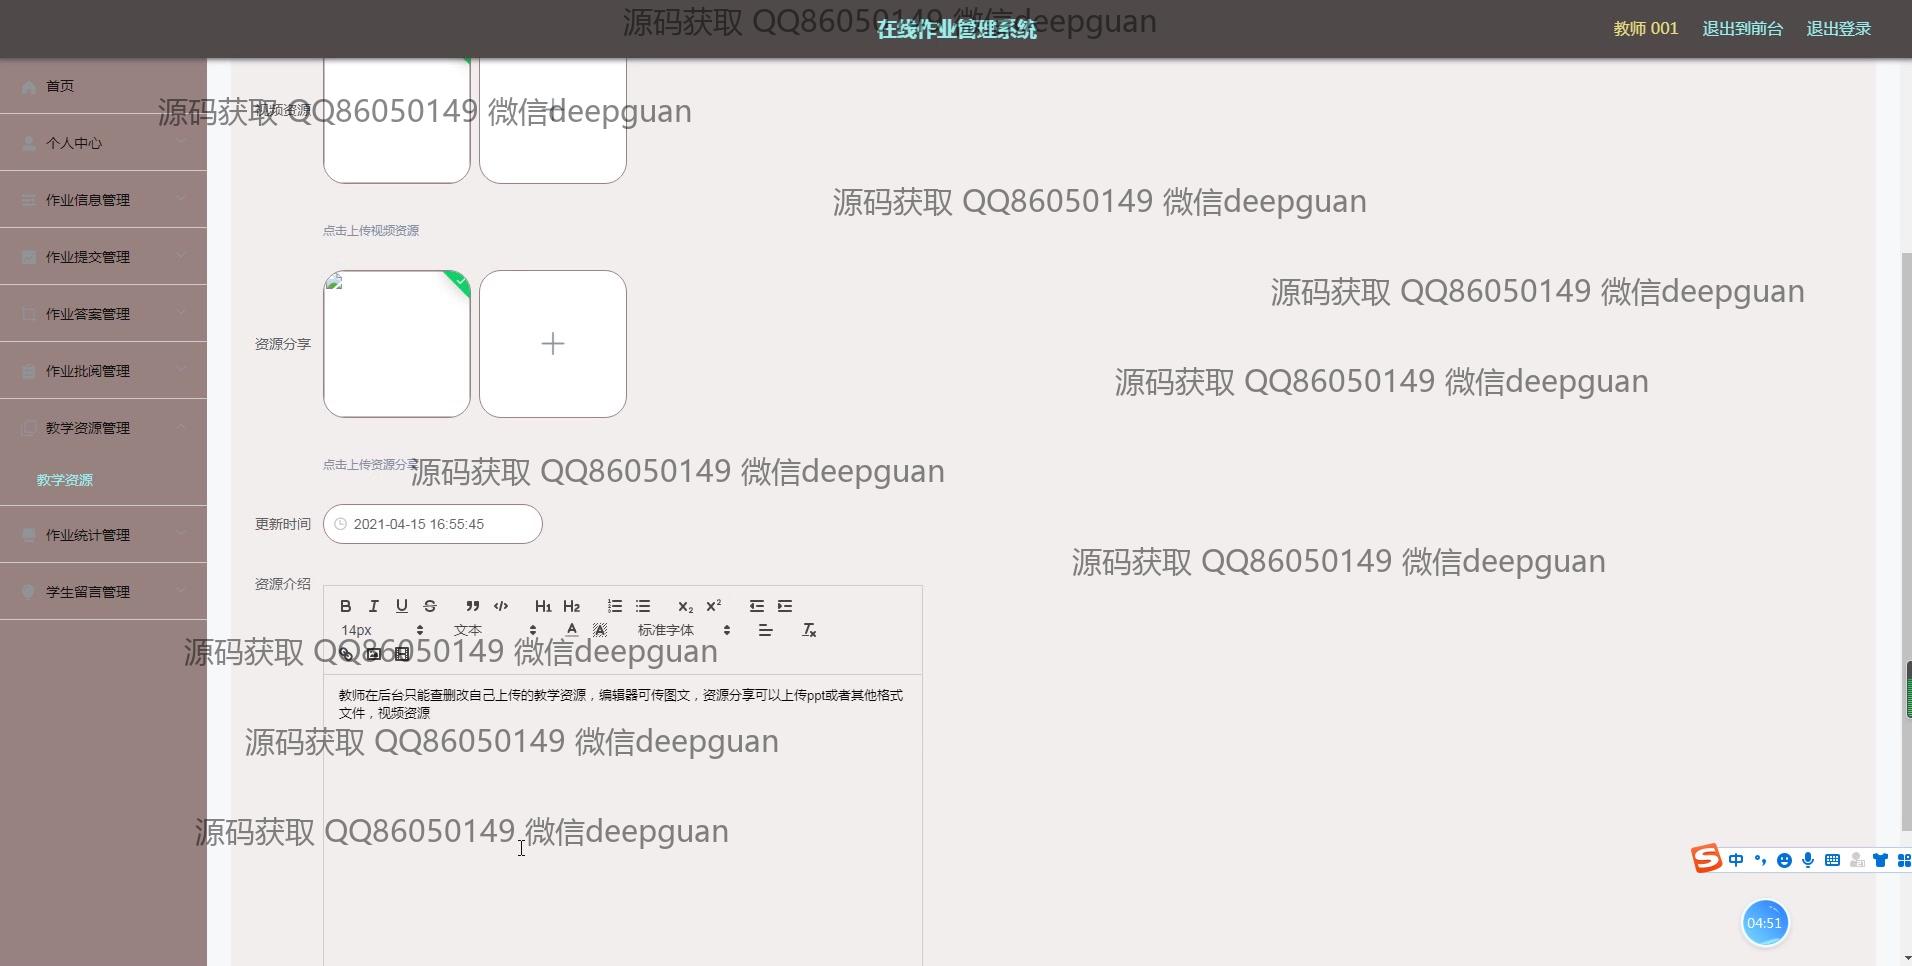 源码获取 QQ86050149 微信deepguan
在线作业管理系统
教师 001
退出到前台
退出登录
首页
个人中心
作业信息管理
作业提交管理
作业答案管理
作业批阅管理
教学资源管理
教学资源
作业统计管理
学生留言管理
视频资源
源码获取 QQ86050149 微信deepguan
源码获取 QQ86050149 微信deepguan
点击上传视频资源
源码获取 QQ86050149 微信deepguan
资源分享
源码获取 QQ86050149 微信deepguan
点击上传资源分享
源码获取 QQ86050149 微信deepguan
更新时间
2021-04-15 16:55:45
源码获取 QQ86050149 微信deepguan
资源介绍
B I U S H1 H2 X2 X2
14px 文本 A A 标准字体 Tx
源码获取 QQ86050149 微信deepguan
教师在后台只能查删改自己上传的教学资源，编辑器可传图文，资源分享可以上传ppt或者其他格式
文件，视频资源
源码获取 QQ86050149 微信deepguan
源码获取 QQ86050149 微信deepguan
S 中
04:51